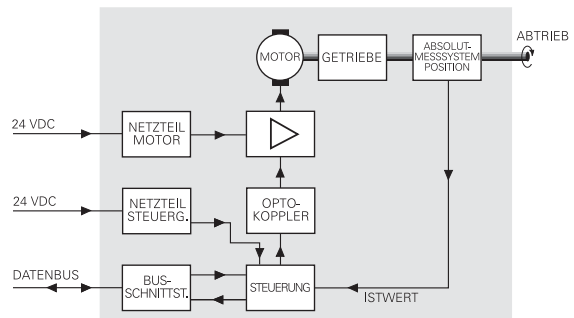 ABTRIEB
MOTOR
GETRIEBE
ABSOLUT-
MESSSYSTEM
POSITION
24 VDC
NETZTEIL
MOTOR
24 VDC
NETZTEIL
STEUERG.
OPTO-
KOPPLER
DATENBUS
BUS-
SCHNITTST.
STEUERUNG
ISTWERT